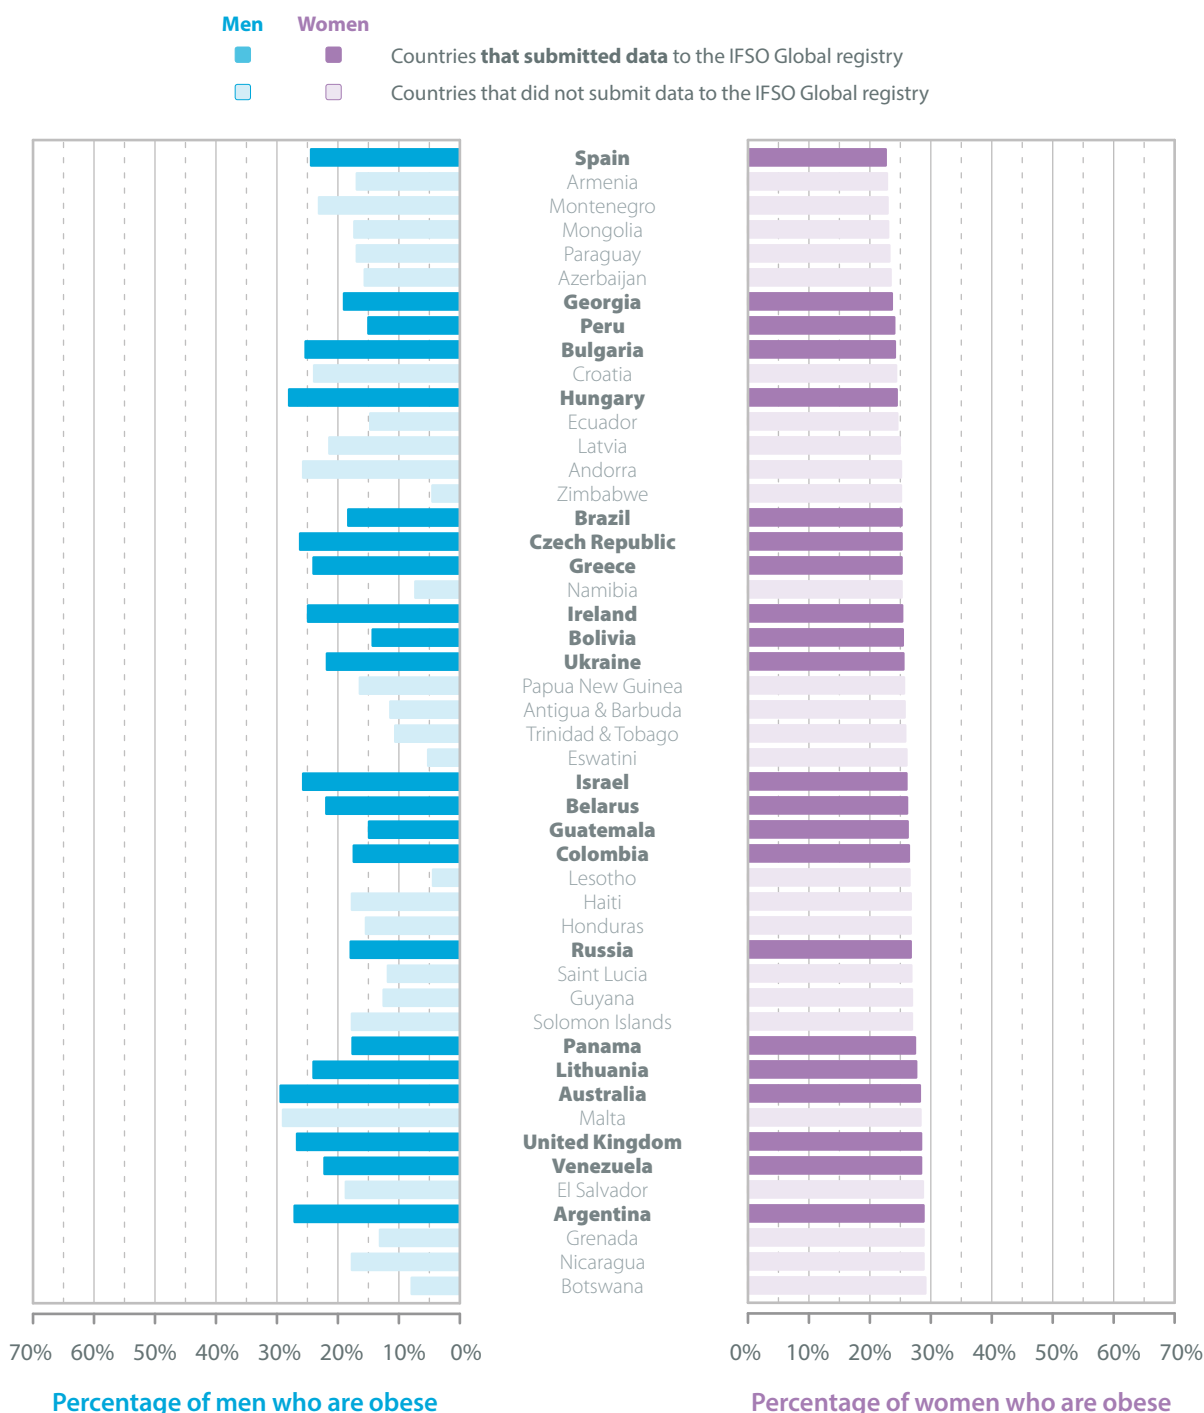 Men Women
Countries that submitted data to the IFSO Global registry
Countries that did not submit data to the IFSO Global registry
Spain
Armenia
Montenegro
Mongolia
Paraguay
Azerbaijan
Georgia
Peru
Bulgaria
Croatia
Hungary
Ecuador
Latvia
Andorra
Zimbabwe
Brazil
Czech Republic
Greece
Namibia
Ireland
Bolivia
Ukraine
Papua New Guinea
Antigua & Barbuda
Trinidad & Tobago
Eswatini
Israel
Belarus
Guatemala
Colombia
Lesotho
Haiti
Honduras
Russia
Saint Lucia
Guyana
Solomon Islands
Panama
Lithuania
Australia
Malta
United Kingdom
Venezuela
El Salvador
Argentina
Grenada
Nicaragua
Botswana
70% 60% 50% 40% 30% 20% 10% 0% 0% 10% 20% 30% 40% 50% 60% 70%
Percentage of men who are obese Percentage of women who are obese